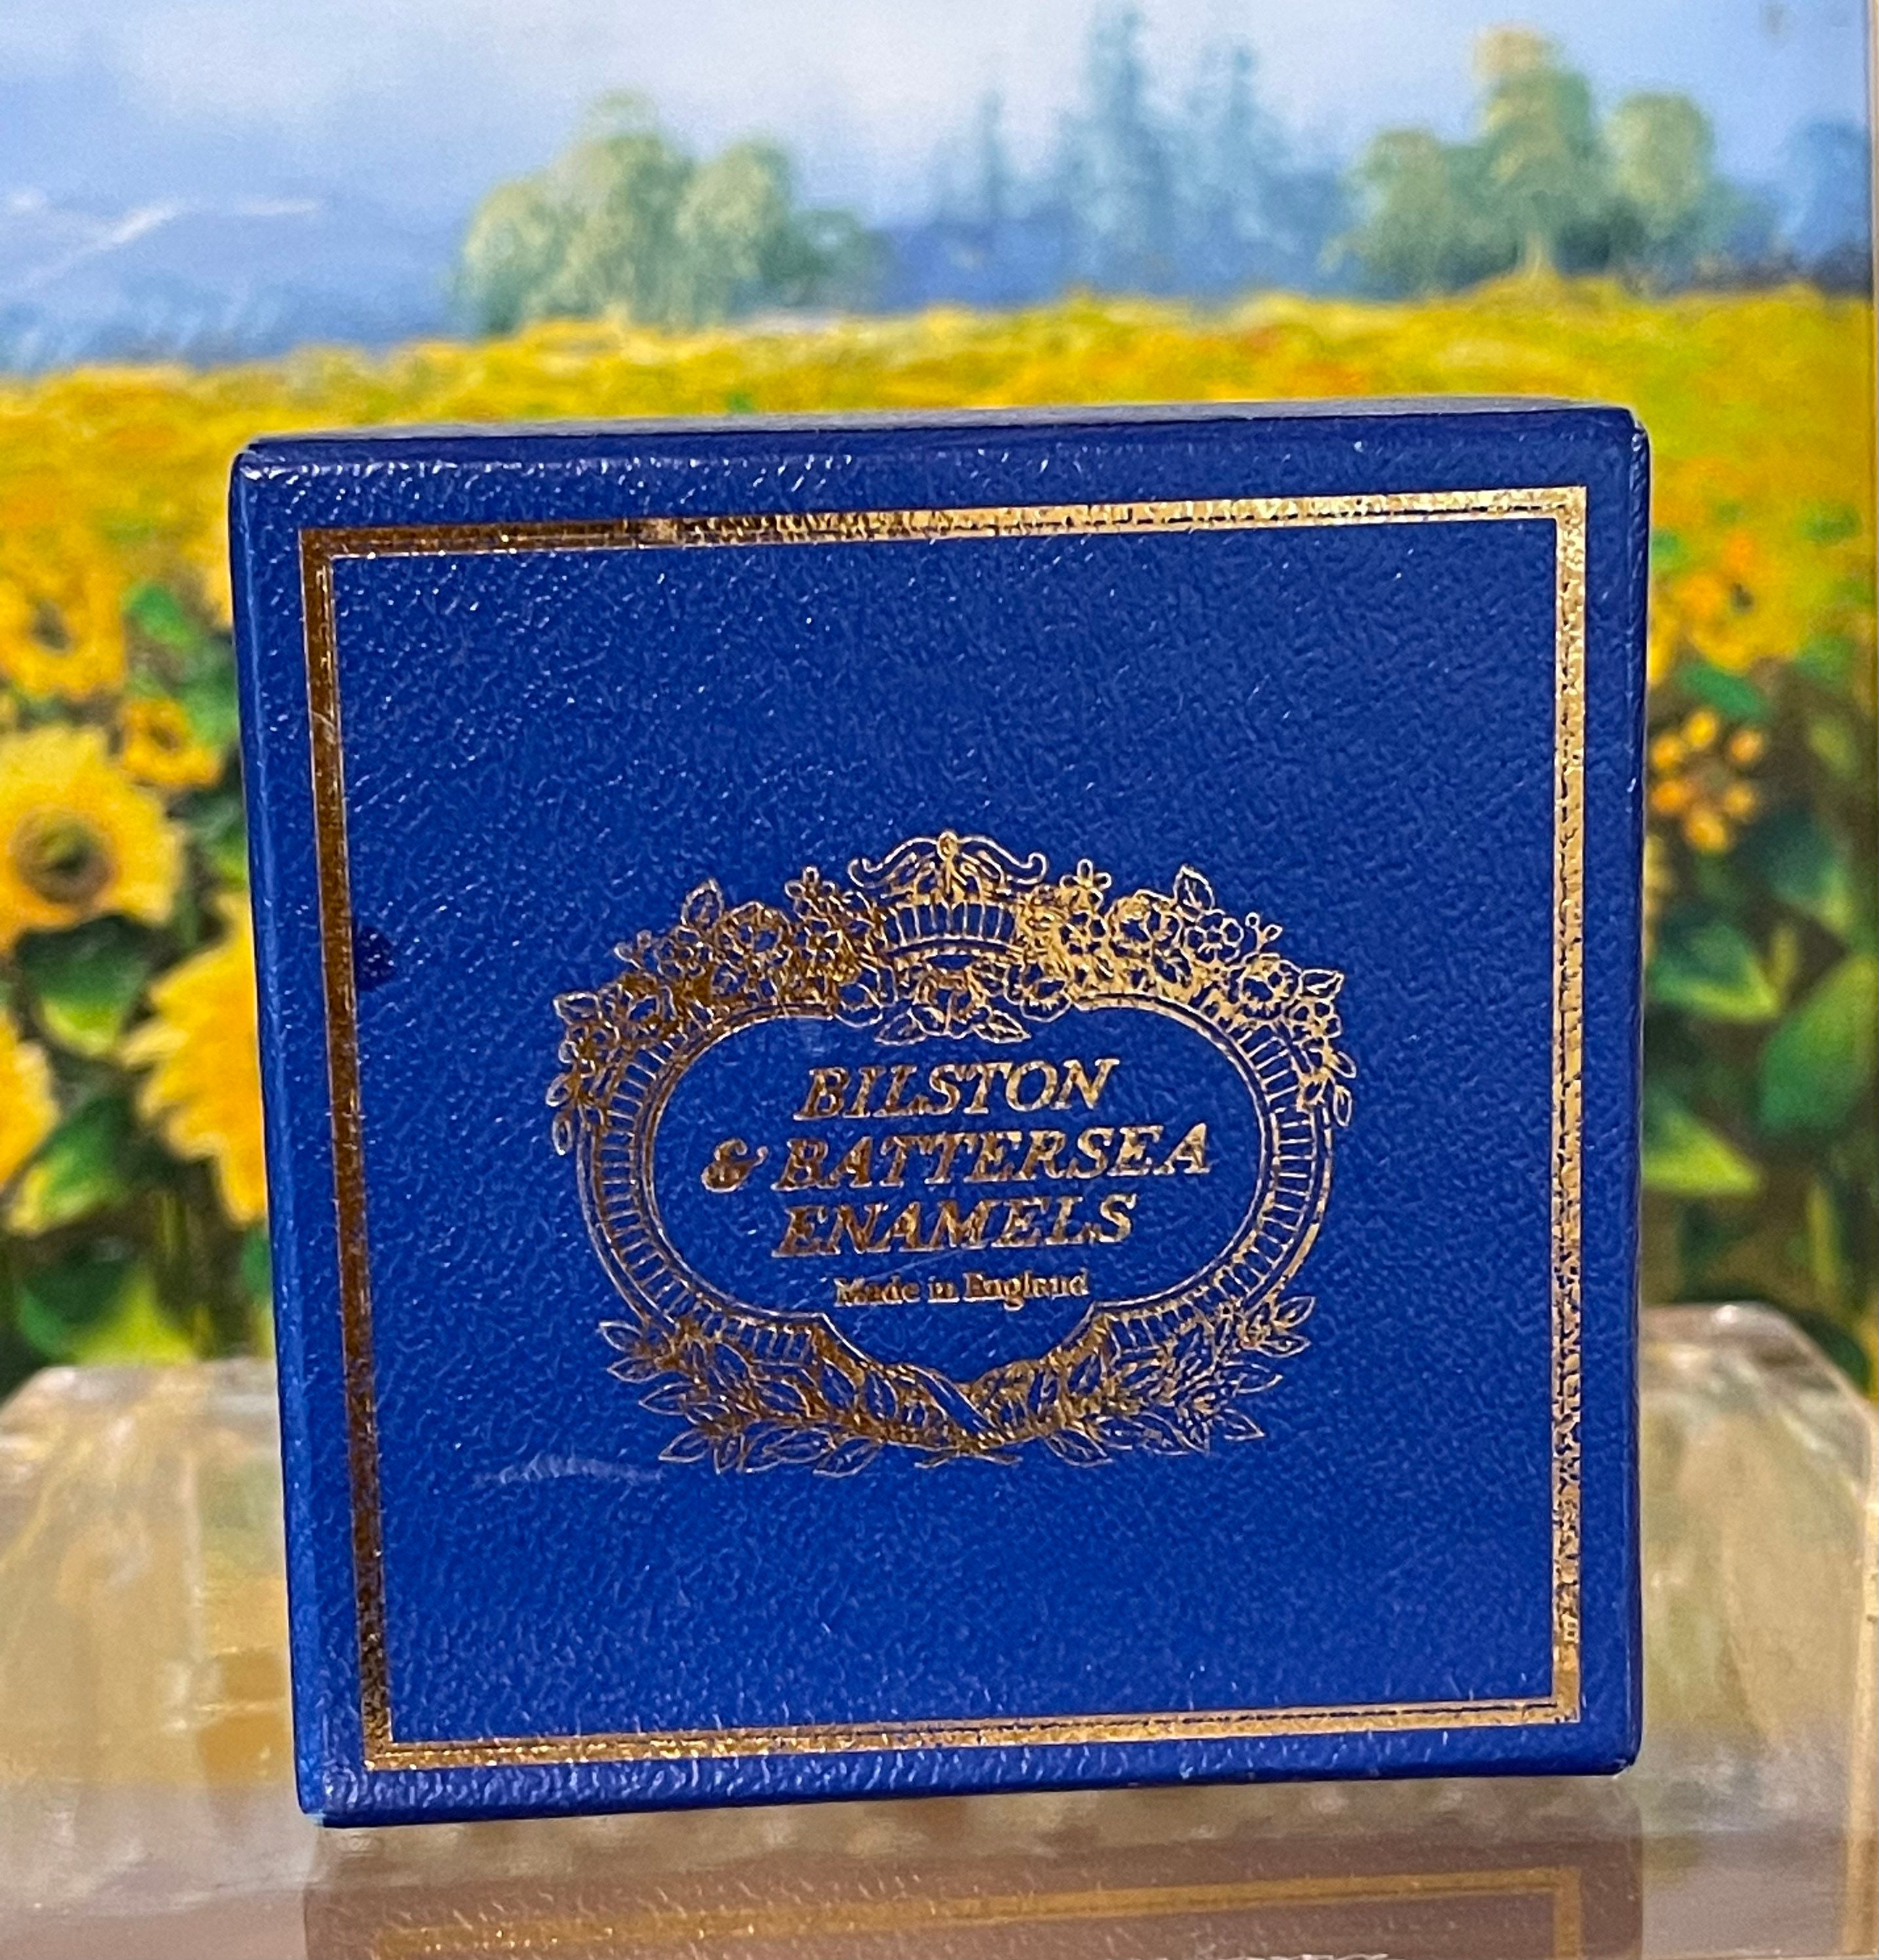 BILSTON
& BATTERSEA
ENAMELS
Made in England